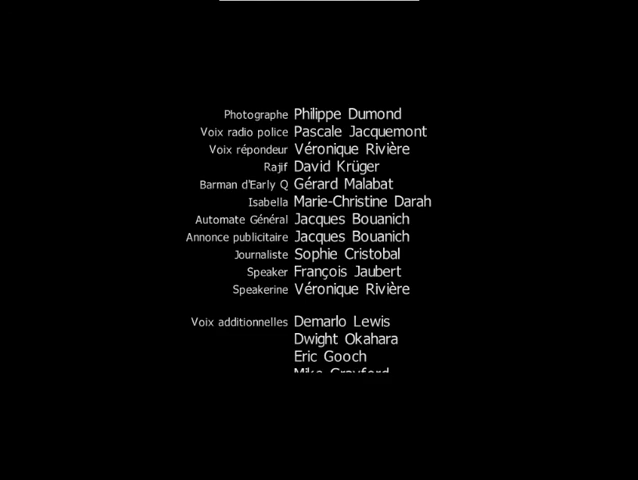 Photographe Philippe Dumond
Voix radio police Pascale Jacquemont
Voix répondeur Véronique Rivière
Rajif David Krüger
Barman d'Early Q Gérard Malabat
Isabella Marie-Christine Darah
Automate Général Jacques Bouanich
Annonce publicitaire Jacques Bouanich
Journaliste Sophie Cristobal
Speaker François Jaubert
Speakerine Véronique Rivière
Voix additionnelles Demarlo Lewis
Dwight Okahara
Eric Gooch
Mike